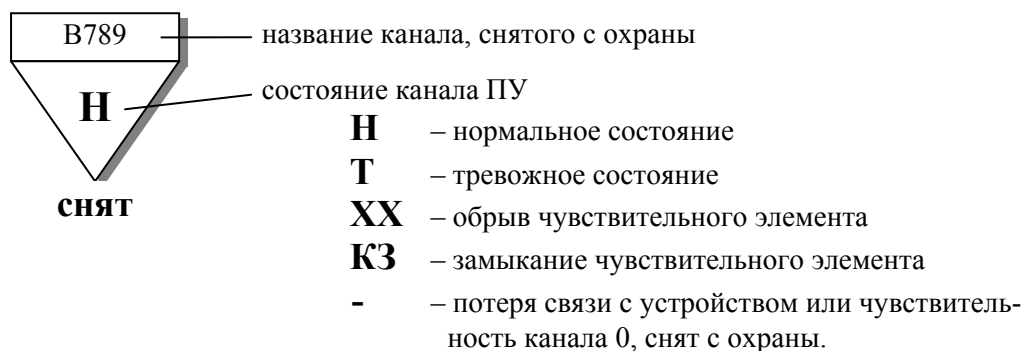 В789
название канала, снятого с охраны
состояние канала ПУ
Н
Н – нормальное состояние
Т – тревожное состояние
снят
ХХ – обрыв чувствительного элемента
КЗ – замыкание чувствительного элемента
- – потеря связи с устройством или чувствитель-
ность канала 0, снят с охраны.